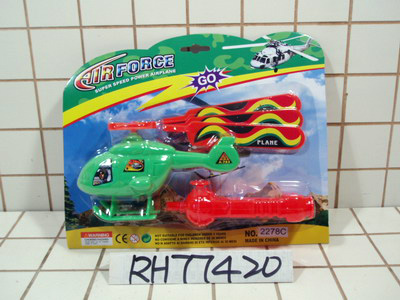 AIR FORCE
SUPER SPEED POWER AIRPLANE
GO
PLANE
NO. 2278C
MADE IN CHINA
RH77420